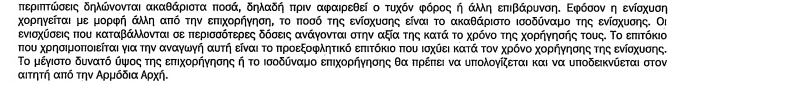 περιπτώσεις δηλώνονται ακαθάριστα ποσά, δηλαδή πριν αφαιρεθεί ο τυχόν φόρος ή άλλη επιβάρυνση. Εφόσον η ενίσχυση
χορηγείται με μορφή άλλη από την επιχορήγηση, το ποσό της ενίσχυσης είναι το ακαθάριστο ισοδύναμο της ενίσχυσης. Οι
ενισχύσεις που καταβάλλονται σε περισσότερες δόσεις ανάγονται στην αξία της κατά το χρόνο της χορήγησής τους. Το επιτόκιο
που χρησιμοποιείται για την αναγωγή αυτή είναι το προεξοφλητικό επιτόκιο που ισχύει κατά τον χρόνο χορήγησης της ενίσχυσης.
Το μέγιστο δυνατό ύψος της επιχορήγησης ή το ισοδύναμο επιχορήγησης θα πρέπει να υπολογίζεται και να υποδεικνύεται στον
αιτητή από την Αρμόδια Αρχή.